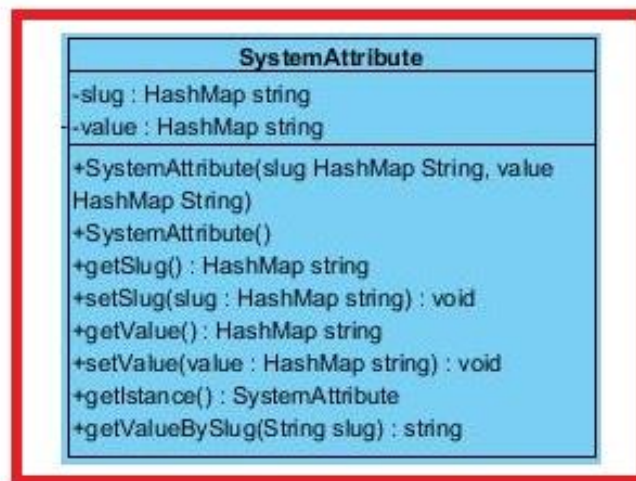 SystemAttribute
-slug : HashMap string
-value : HashMap string
+SystemAttribute(slug HashMap String, value
HashMap String)
+SystemAttribute()
+getSlug() : HashMap string
+setSlug(slug : HashMap string) : void
+getValue() : HashMap string
+setValue(value : HashMap string) : void
+getIstance() : SystemAttribute
+getValueBySlug(String slug) : string